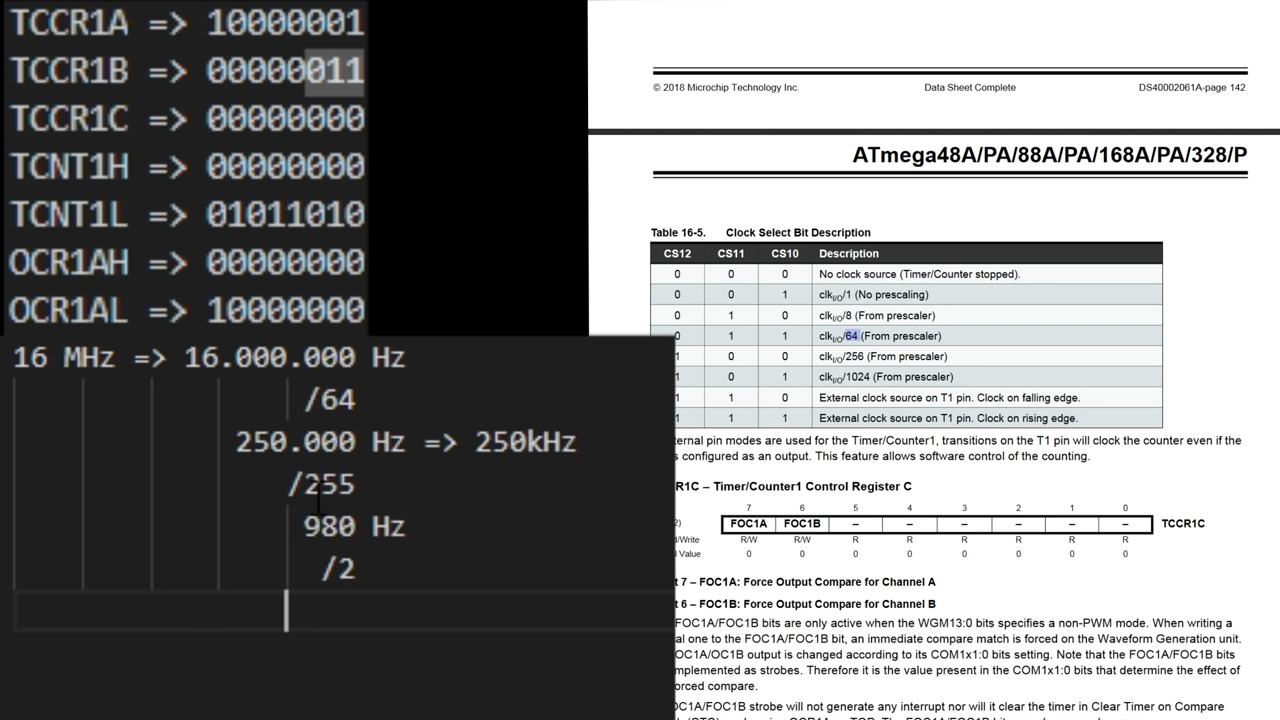 TCCR1A => 10000001
TCCR1B => 00000011
TCCR1C => 00000000
TCNT1H => 00000000
TCNT1L => 01011010
OCR1AH => 00000000
OCR1AL => 10000000
16 MHz => 16.000.000 Hz
/64
250.000 Hz => 250kHz
/255
980 Hz
/2
© 2018 Microchip Technology Inc. Data Sheet Complete DS40002061A-page 142
ATmega48A/PA/88A/PA/168A/PA/328/P
Table 16-5. Clock Select Bit Description
CS12 CS11 CS10 Description
0 0 0 No clock source (Timer/Counter stopped).
0 0 1 clkI/O/1 (No prescaling)
0 1 0 clkI/O/8 (From prescaler)
0 1 1 clkI/O/64 (From prescaler)
1 0 0 clkI/O/256 (From prescaler)
1 0 1 clkI/O/1024 (From prescaler)
1 1 0 External clock source on T1 pin. Clock on falling edge.
1 1 1 External clock source on T1 pin. Clock on rising edge.
ternal pin modes are used for the Timer/Counter1, transitions on the T1 pin will clock the counter even if the
s configured as an output. This feature allows software control of the counting.
R1C – Timer/Counter1 Control Register C
7 6 5 4 3 2 1 0
2) FOC1A FOC1B – – – – – – TCCR1C
d/Write R/W R/W R R R R R R
l Value 0 0 0 0 0 0 0 0
t 7 – FOC1A: Force Output Compare for Channel A
t 6 – FOC1B: Force Output Compare for Channel B
FOC1A/FOC1B bits are only active when the WGM13:0 bits specifies a non-PWM mode. When writing a
al one to the FOC1A/FOC1B bit, an immediate compare match is forced on the Waveform Generation unit.
OC1A/OC1B output is changed according to its COM1x1:0 bits setting. Note that the FOC1A/FOC1B bits
mplemented as strobes. Therefore it is the value present in the COM1x1:0 bits that determine the effect of
orced compare.
OC1A/FOC1B strobe will not generate any interrupt nor will it clear the timer in Clear Timer on Compare